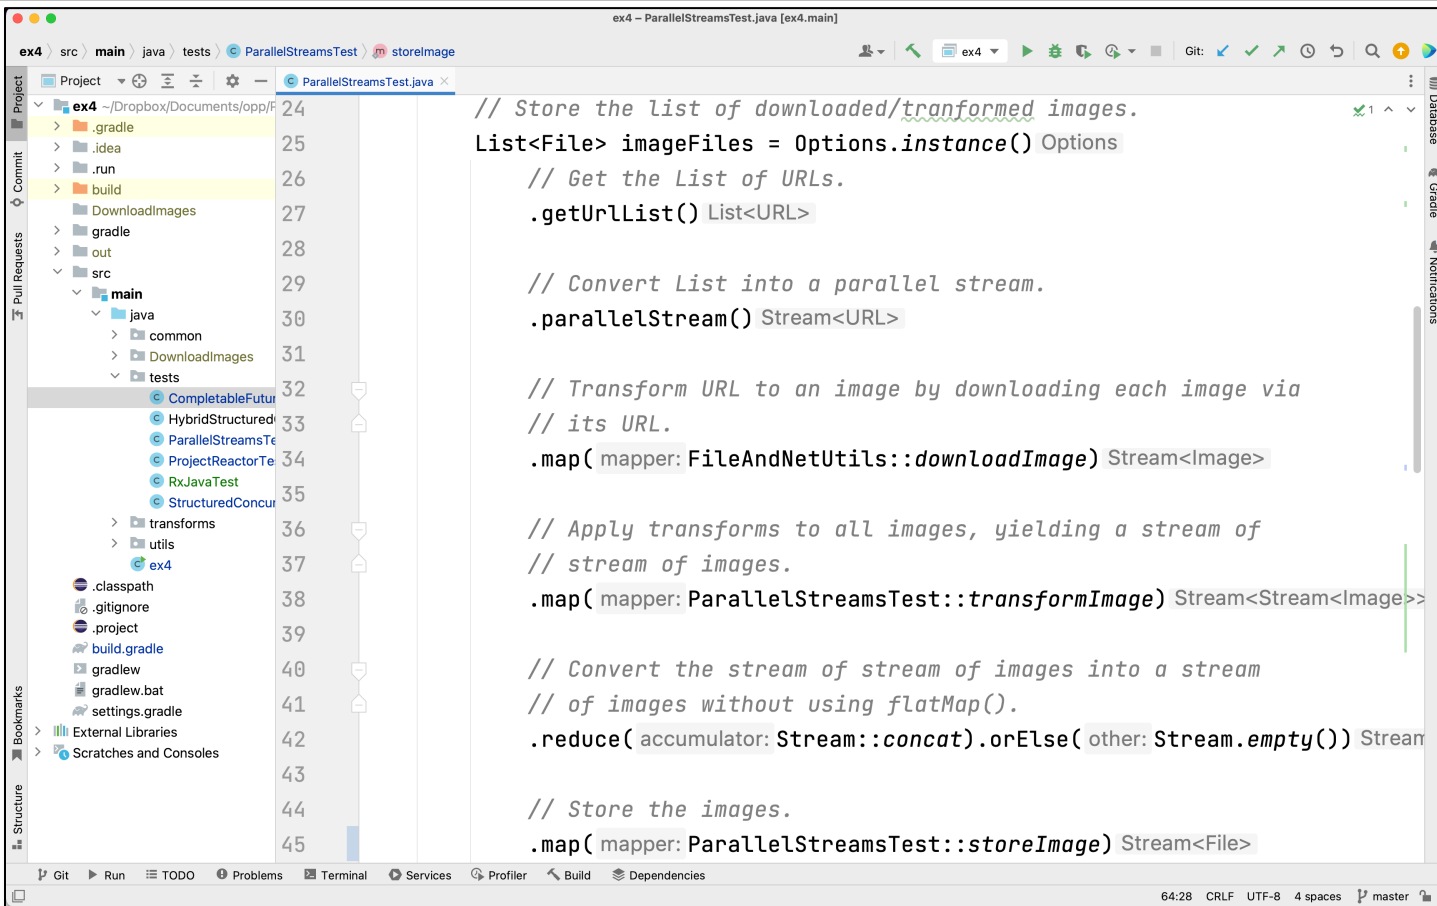 ex4 – ParallelStreamsTest.java [ex4.main]
ex4 src main java tests ParallelStreamsTest storeImage
ex4
Git:
Project
ParallelStreamsTest.java
Project
Commit
Pull Requests
Bookmarks
Structure
ex4 ~/Dropbox/Documents/opp/
.gradle
.idea
.run
build
DownloadImages
gradle
out
src
main
java
common
DownloadImages
tests
CompletableFutur
HybridStructured
ParallelStreamsTe
ProjectReactorTe
RxJavaTest
StructuredConcur
transforms
utils
ex4
.classpath
.gitignore
.project
build.gradle
gradlew
gradlew.bat
settings.gradle
External Libraries
Scratches and Consoles
24 // Store the list of downloaded/tranformed images.
1
25 List<File> imageFiles = Options.instance() Options
26 // Get the List of URLs.
27 .getUrlList() List<URL>
28
29 // Convert List into a parallel stream.
30 .parallelStream() Stream<URL>
31
32 // Transform URL to an image by downloading each image via
33 // its URL.
34 .map( mapper: FileAndNetUtils::downloadImage) Stream<Image>
35
36 // Apply transforms to all images, yielding a stream of
37 // stream of images.
38 .map( mapper: ParallelStreamsTest::transformImage) Stream<Stream<Image>>
39
40 // Convert the stream of stream of images into a stream
41 // of images without using flatMap().
42 .reduce( accumulator: Stream::concat).orElse( other: Stream.empty()) Stream
43
44 // Store the images.
45 .map( mapper: ParallelStreamsTest::storeImage) Stream<File>
Database
Gradle
Notifications
Git Run TODO Problems Terminal Services Profiler Build Dependencies
64:28 CRLF UTF-8 4 spaces master